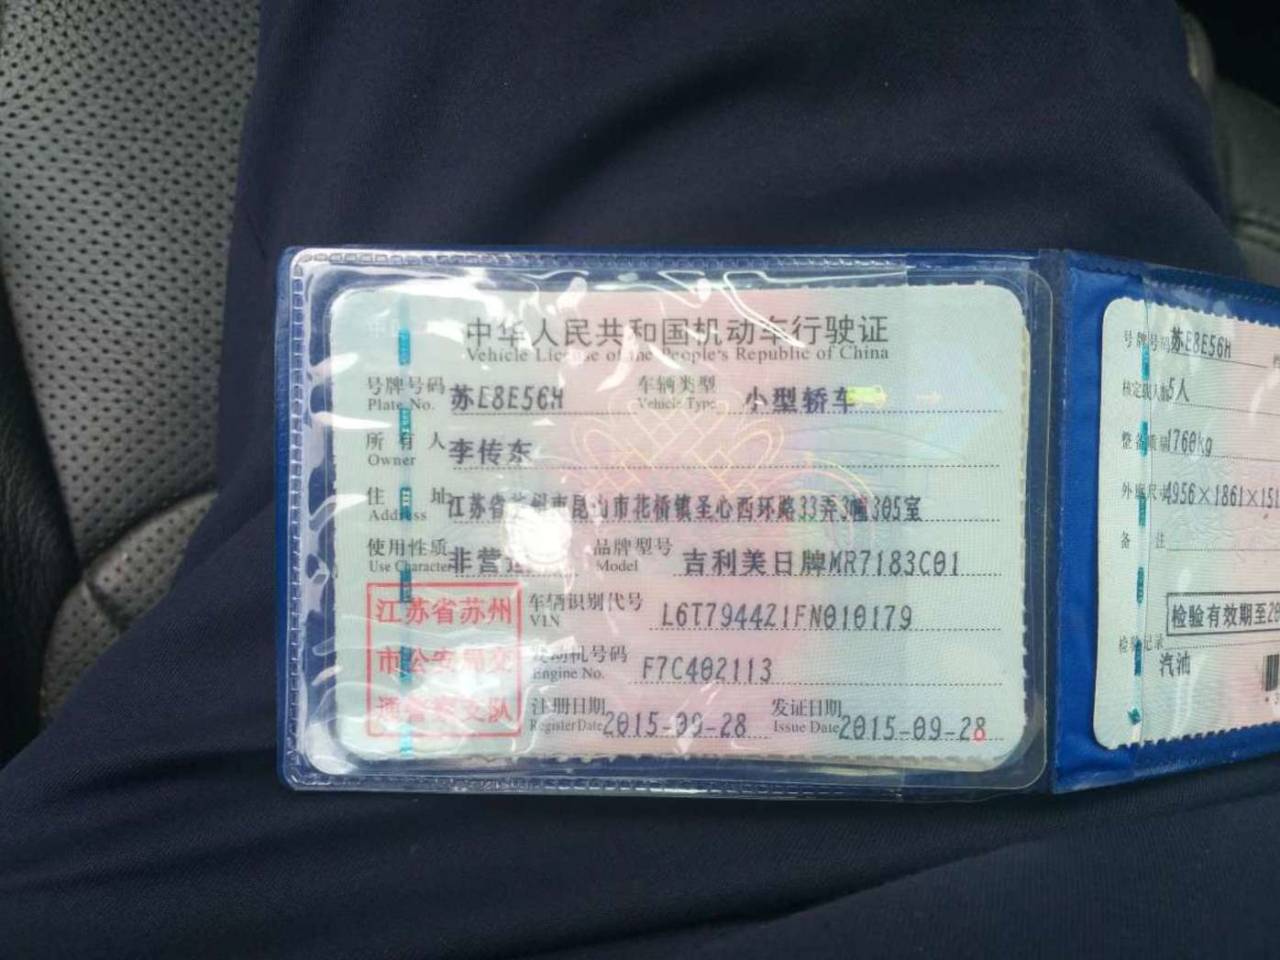 中华人民共和国机动车行驶证
Vehicle License of the People's Republic of China
号牌号码 苏E8E56H 车辆类型 小型轿车
Plate No. Vehicle Type
所有人 李传东
Owner
住址 江苏省苏州市昆山市花桥镇圣心西环路33弄3幢305室
Address
使用性质 非营运 品牌型号 吉利美日牌MR7183C01
Use Character Model
江苏省苏州
市公安局交
通警察支队
车辆识别代号 L6T7944Z1FN010179
VIN
发动机号码 F7C402113
Engine No.
注册日期 2015-09-28 发证日期 2015-09-28
Register Date Issue Date
号牌号码 苏E8E56H
核定载人数 5人
整备质量 1760kg
外廓尺寸 4956×1861×151
备注
检验有效期至20
检验记录
汽油